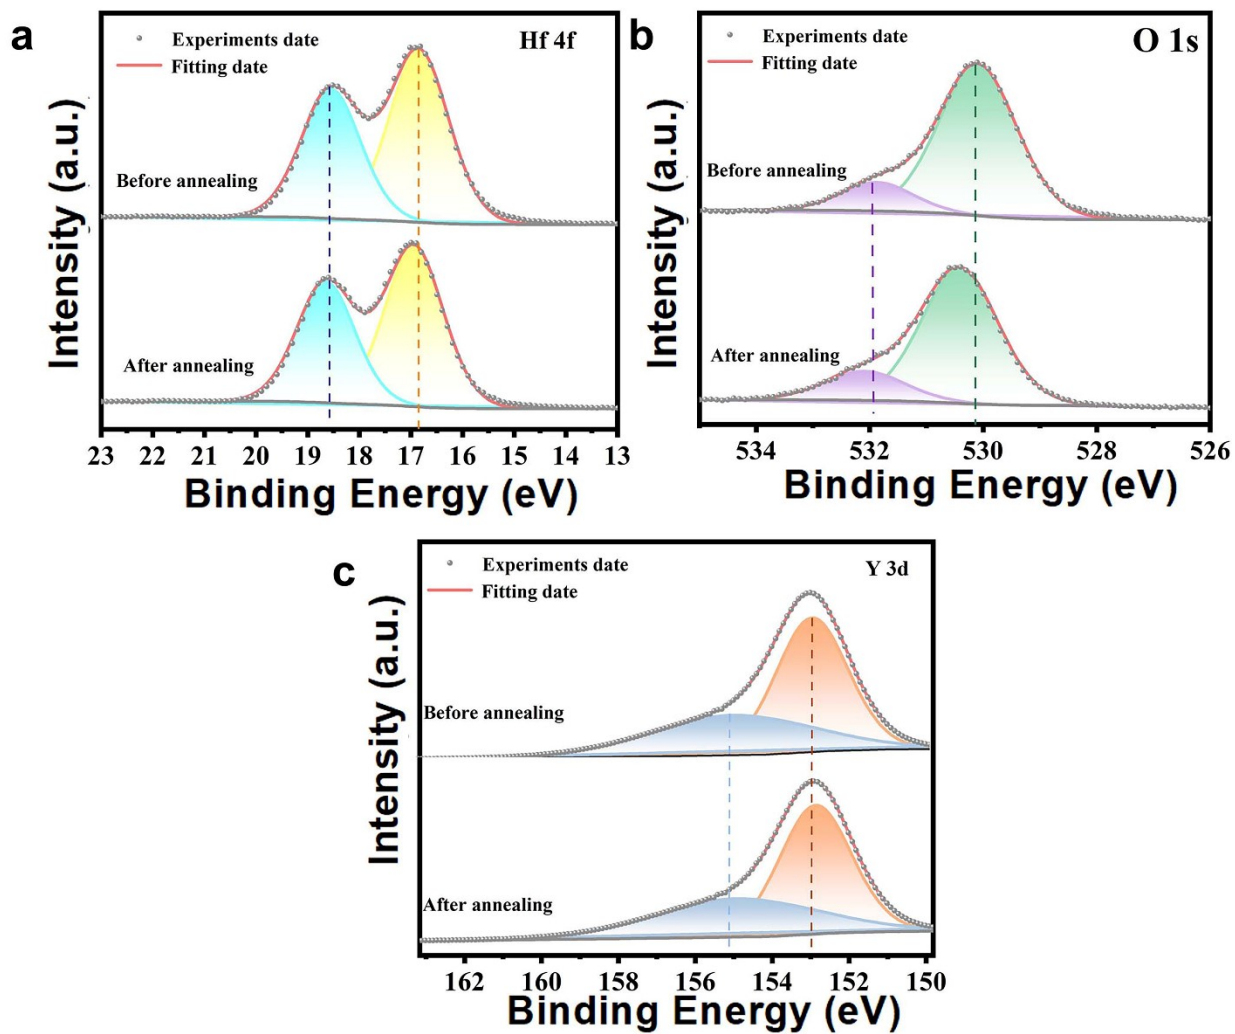 a
Experiments date
Fitting date
Hf 4f
Before annealing
After annealing
Intensity (a.u.)
23 22 21 20 19 18 17 16 15 14 13
Binding Energy (eV)
b
Experiments date
Fitting date
O 1s
Before annealing
After annealing
Intensity (a.u.)
534 532 530 528 526
Binding Energy (eV)
c
Experiments date
Fitting date
Y 3d
Before annealing
After annealing
Intensity (a.u.)
162 160 158 156 154 152 150
Binding Energy (eV)